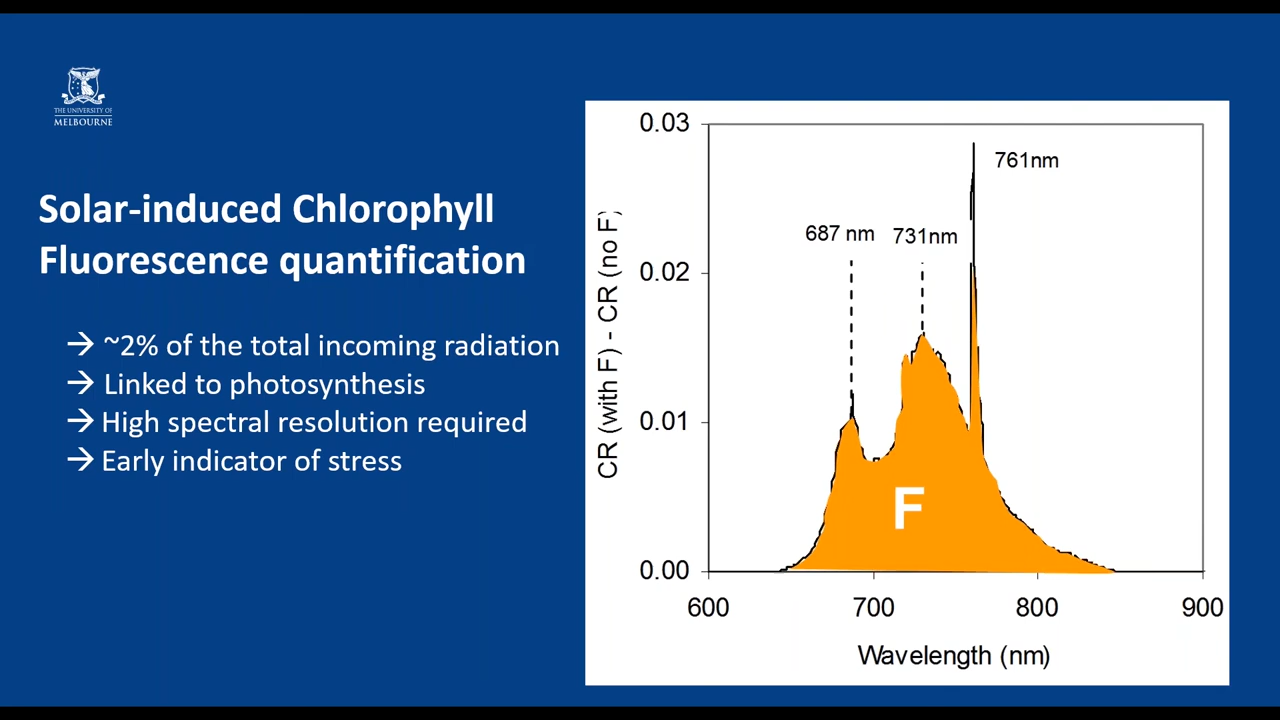 THE UNIVERSITY OF
MELBOURNE
Solar-induced Chlorophyll
Fluorescence quantification
→ ~2% of the total incoming radiation
→ Linked to photosynthesis
→ High spectral resolution required
→ Early indicator of stress
CR (with F) - CR (no F)
0.03
0.02
0.01
0.00
687 nm
731nm
761nm
F
600
700
800
900
Wavelength (nm)